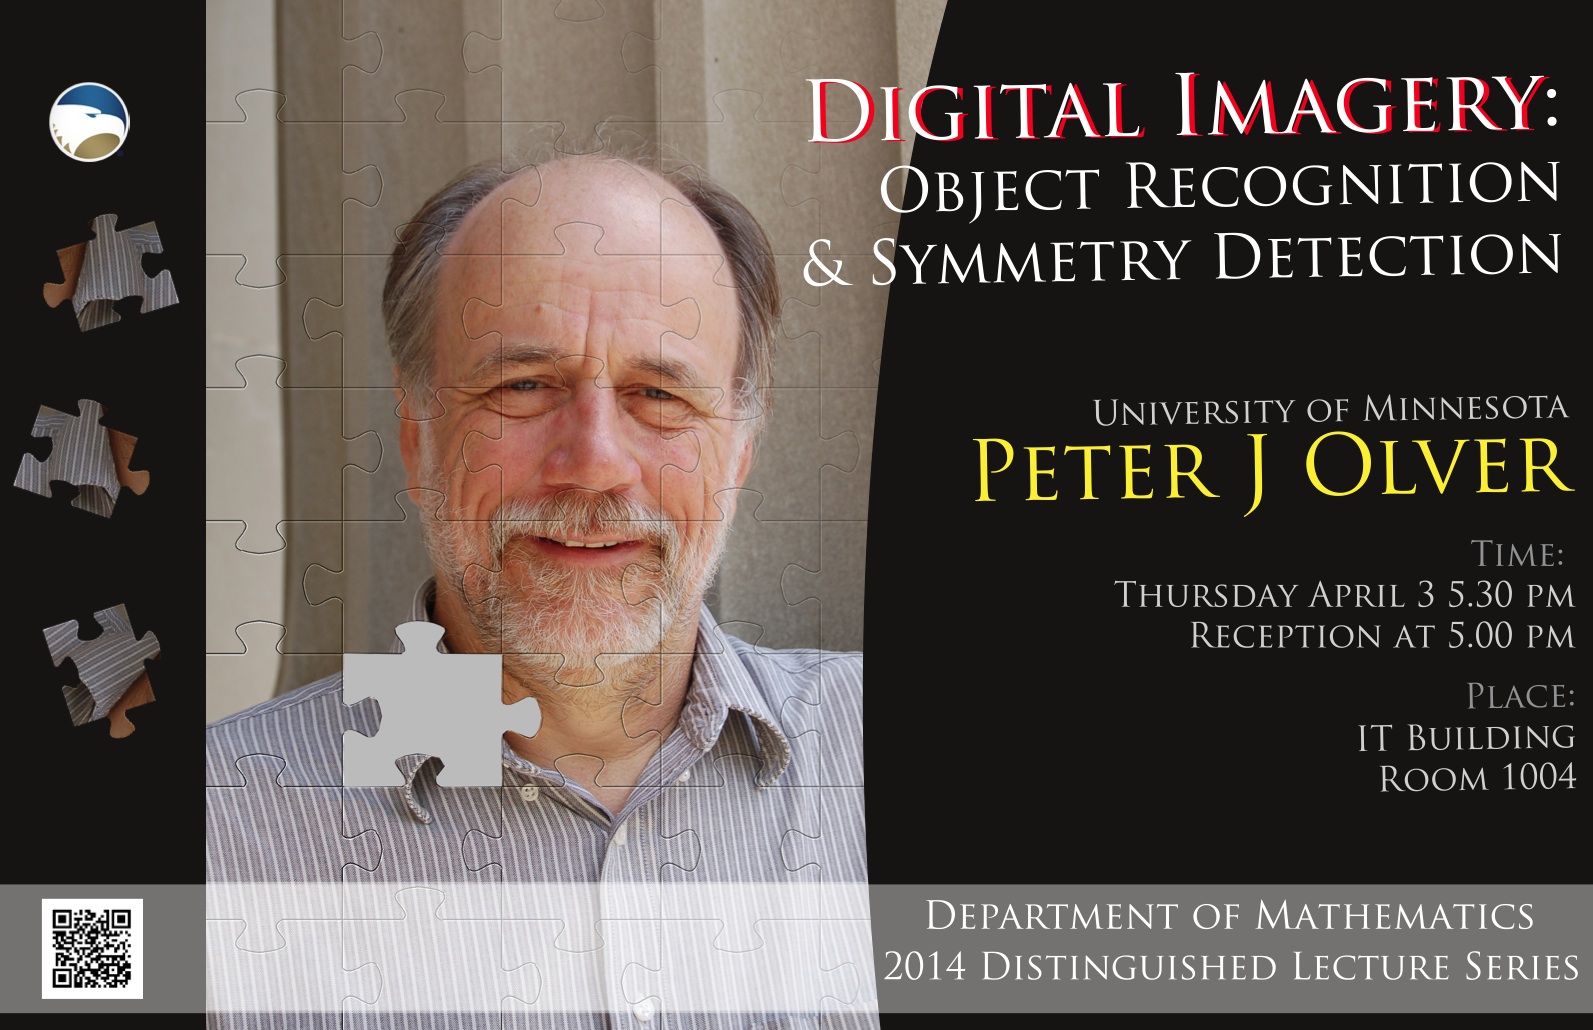 Digital Imagery:
Object Recognition
& Symmetry Detection
University of Minnesota
Peter J Olver
Time:
Thursday April 3 5.30 pm
Reception at 5.00 pm
Place:
IT Building
Room 1004
Department of Mathematics
2014 Distinguished Lecture Series